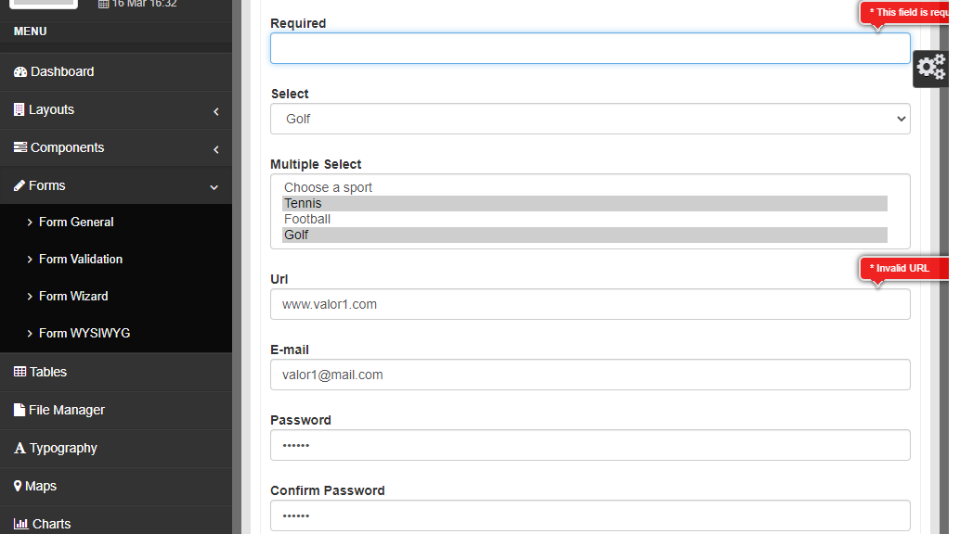 16 Mar 16:32
MENU
Dashboard
Layouts
Components
Forms
Form General
Form Validation
Form Wizard
Form WYSIWYG
Tables
File Manager
Typography
Maps
Charts
* This field is requ
Required
Select
Golf
Multiple Select
Choose a sport
Tennis
Football
Golf
* Invalid URL
Url
www.valor1.com
E-mail
valor1@mail.com
Password
••••••
Confirm Password
••••••